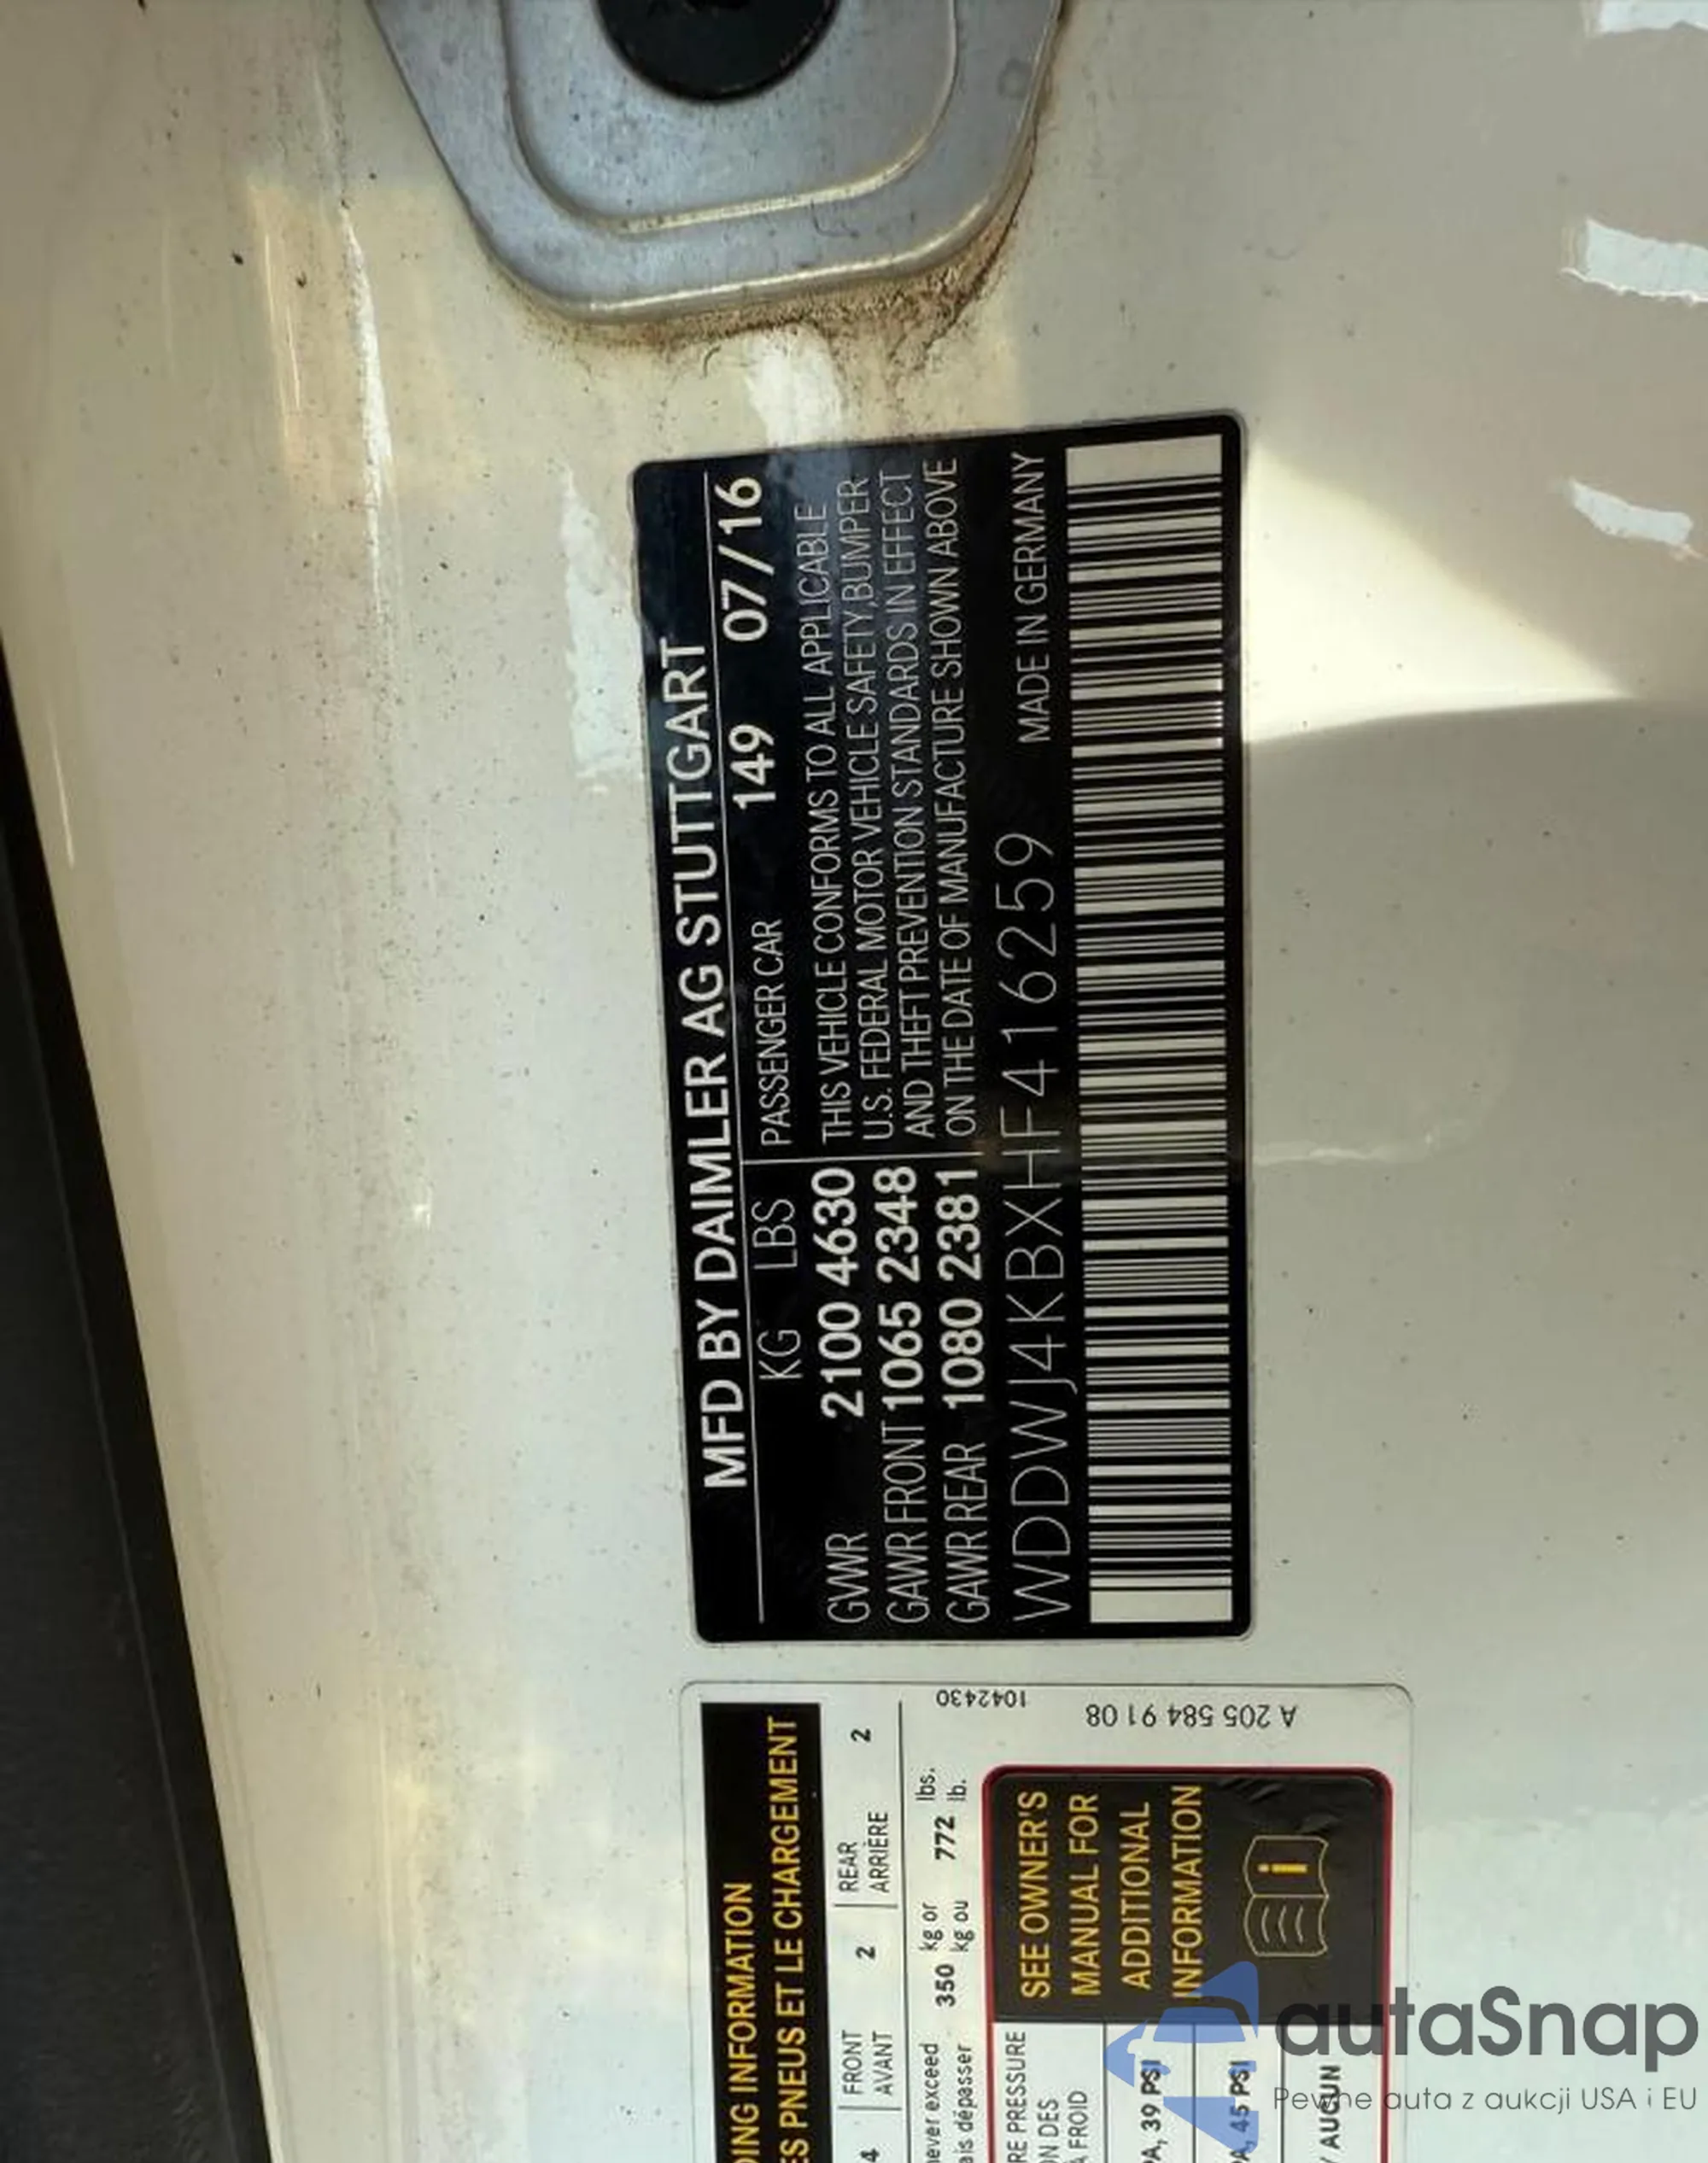 MFD BY DAIMLER AG STUTTGART
KG LBS PASSENGER CAR 149 07/16
GVWR 2100 4630 THIS VEHICLE CONFORMS TO ALL APPLICABLE
GAWR FRONT 1065 2348 U.S. FEDERAL MOTOR VEHICLE SAFETY,BUMPER
AND THEFT PREVENTION STANDARDS IN EFFECT
GAWR REAR 1080 2381 ON THE DATE OF MANUFACTURE SHOWN ABOVE
WDDWJ4KBXHF416259 MADE IN GERMANY
DING INFORMATION
ES PNEUS ET LE CHARGEMENT
4 FRONT 2 REAR 2
AVANT ARRIÈRE
never exceed 350 kg or 772 lbs.
ais dépasser kg ou lb.
1042430
A 205 584 91 08
RE PRESSURE
ON DES
A FROID
PA, 39 PSI
PA, 45 PSI
/ AUCUN
SEE OWNER'S
MANUAL FOR
ADDITIONAL
INFORMATION
i
autaSnap
Pewne auta z aukcji USA i EU